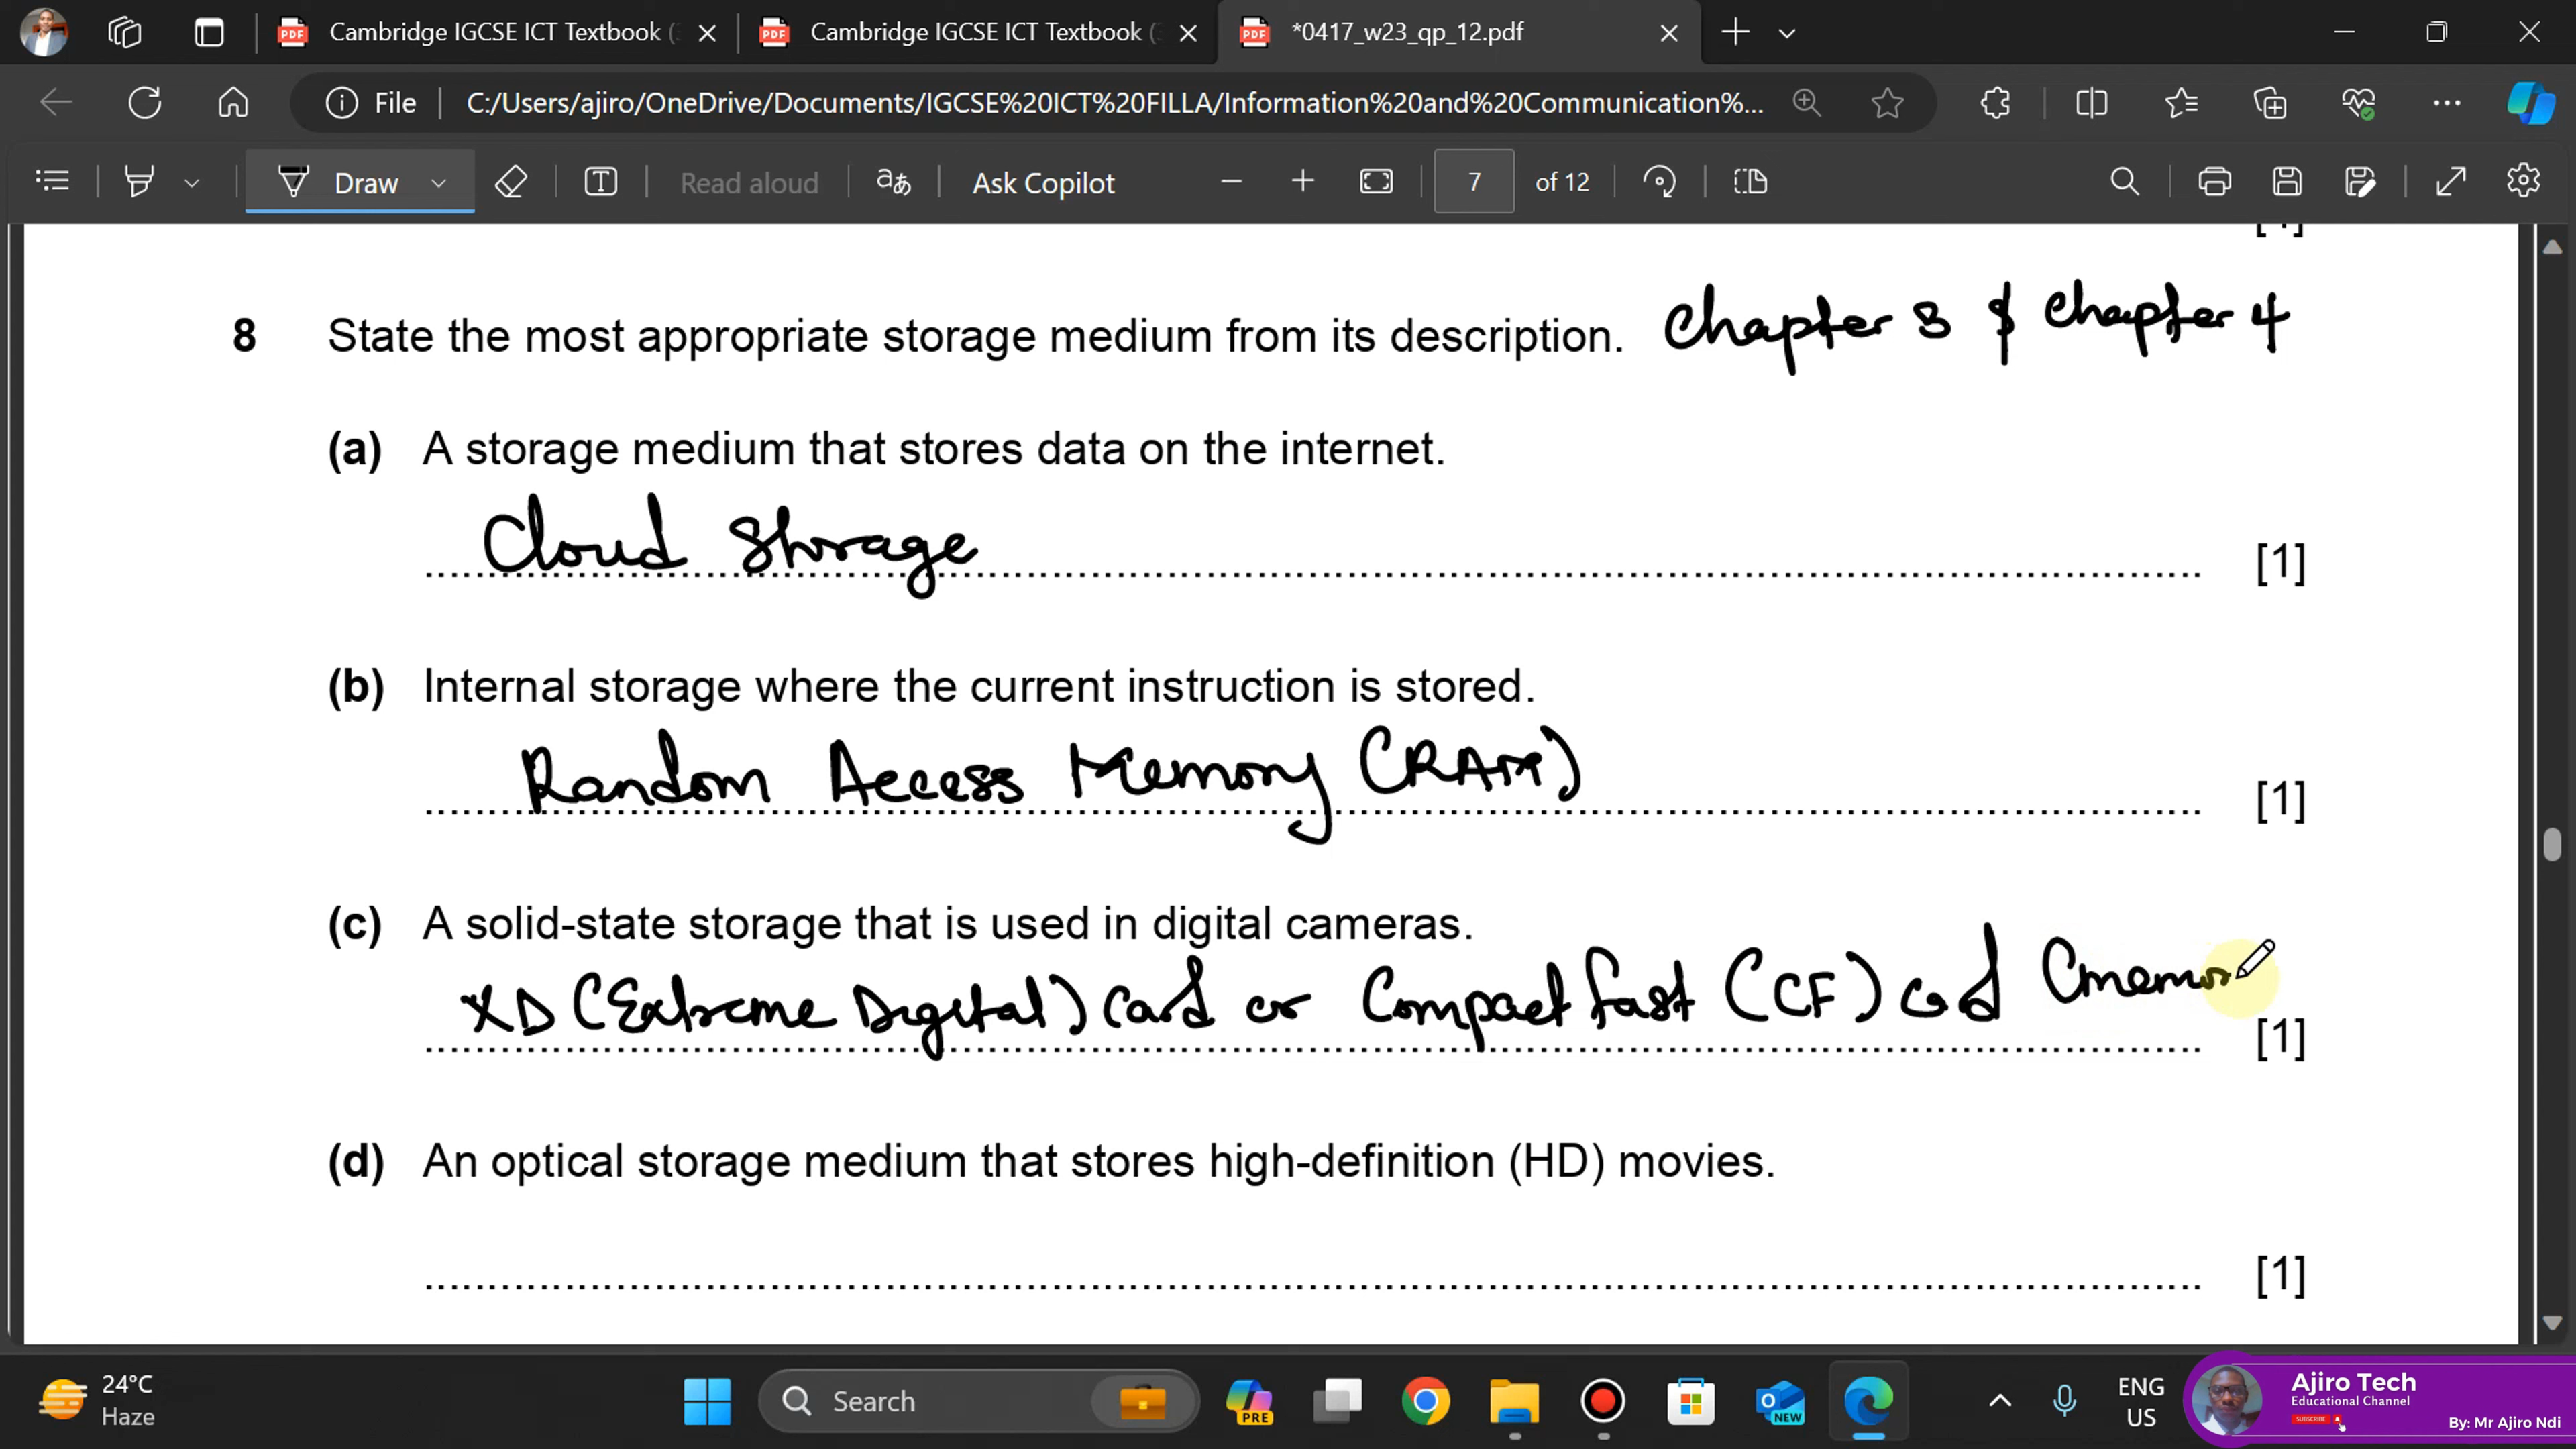 Cambridge IGCSE ICT Textbook (
Cambridge IGCSE ICT Textbook (
*0417_w23_qp_12.pdf
File
C:/Users/ajiro/OneDrive/Documents/IGCSE%20ICT%20FILLA/Information%20and%20Communication%...
Draw
Read aloud
Ask Copilot
7 of 12
8 State the most appropriate storage medium from its description. Chapter 3 & Chapter 4
(a) A storage medium that stores data on the internet.
Cloud Storage [1]
(b) Internal storage where the current instruction is stored.
Random Access Memory (RAM) [1]
(c) A solid-state storage that is used in digital cameras.
XD (Extreme Digital) Card or Compact Fast (CF) card (memor
[1]
(d) An optical storage medium that stores high-definition (HD) movies.
[1]
24°C
Haze
Search
PRE
NEW
ENG
US
Ajiro Tech
Educational Channel
SUBSCRIBE
By: Mr Ajiro Ndi